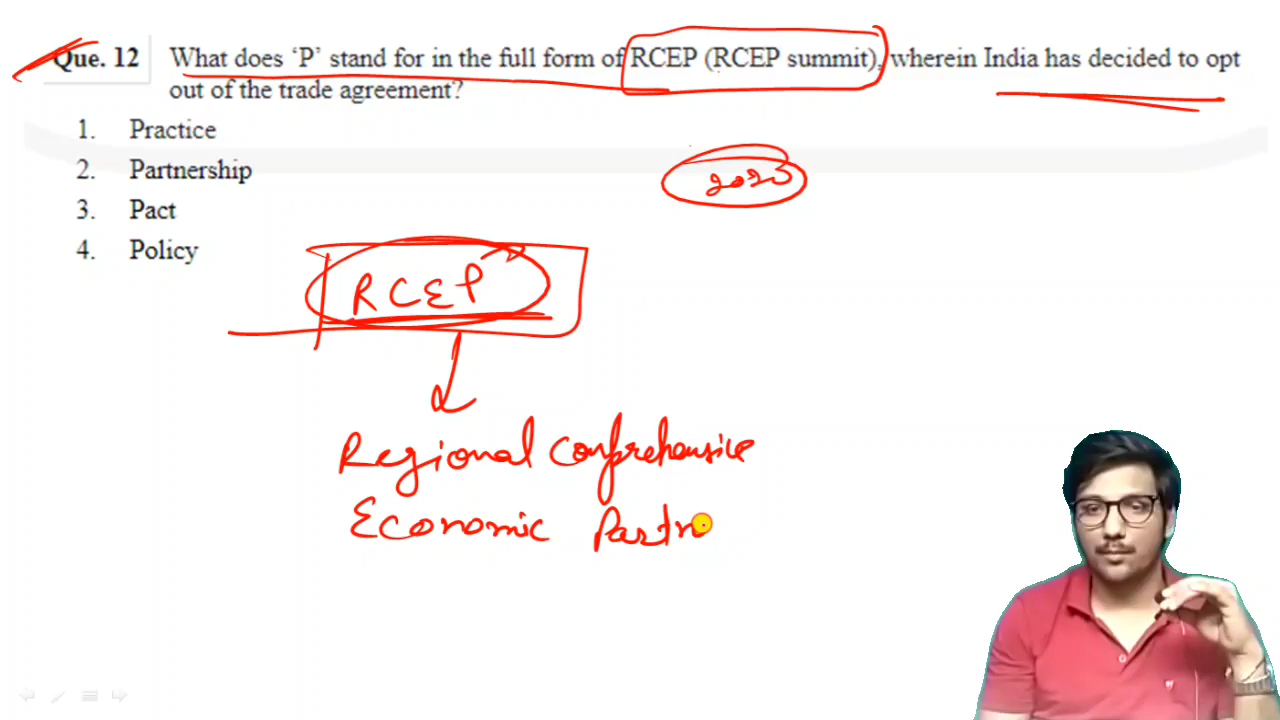 Que. 12 What does ‘P’ stand for in the full form of RCEP (RCEP summit), wherein India has decided to opt
out of the trade agreement?
1. Practice
2. Partnership
3. Pact
4. Policy
2023
RCEP
Regional Comprehensive
Economic Partn